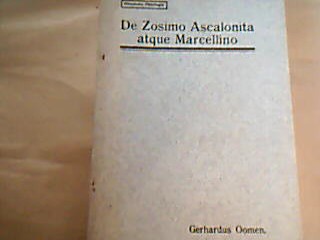 De Zosimo Ascalonita
atque Marcellino
Gerhardus Oomen.